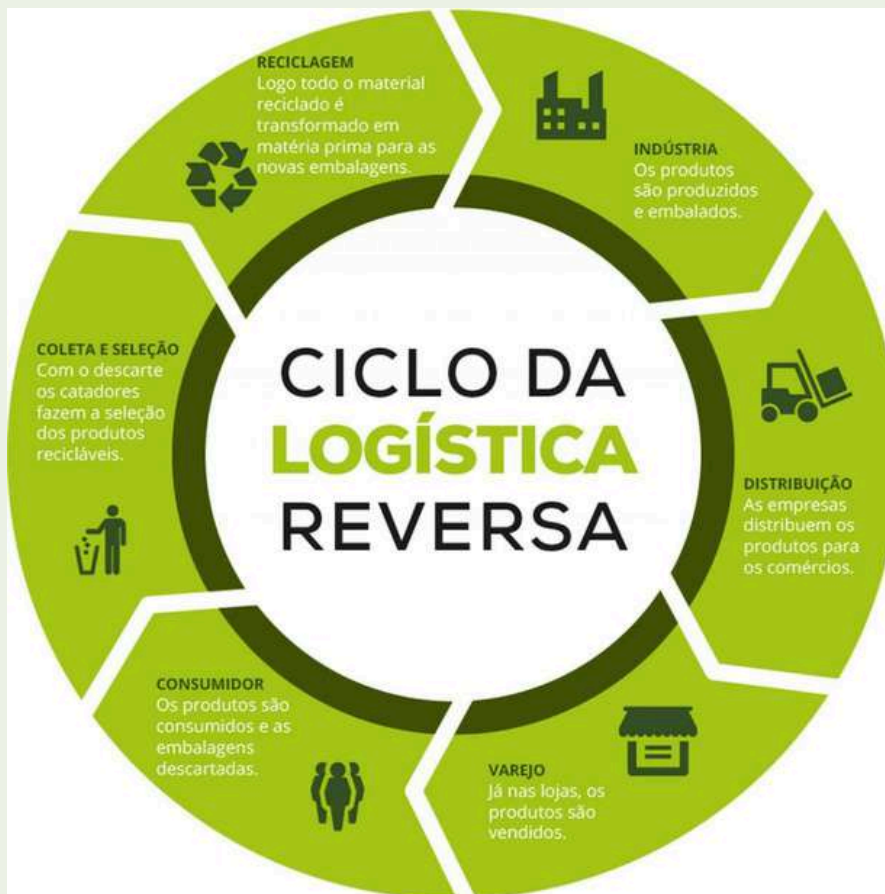 CICLO DA
LOGÍSTICA
REVERSA
INDÚSTRIA
Os produtos
são produzidos
e embalados.
DISTRIBUIÇÃO
As empresas
distribuem os
produtos para
os comércios.
VAREJO
Já nas lojas, os
produtos são
vendidos.
CONSUMIDOR
Os produtos são
consumidos e as
embalagens
descartadas.
COLETA E SELEÇÃO
Com o descarte
os catadores
fazem a seleção
dos produtos
recicláveis.
RECICLAGEM
Logo todo o material
reciclado é
transformado em
matéria prima para as
novas embalagens.